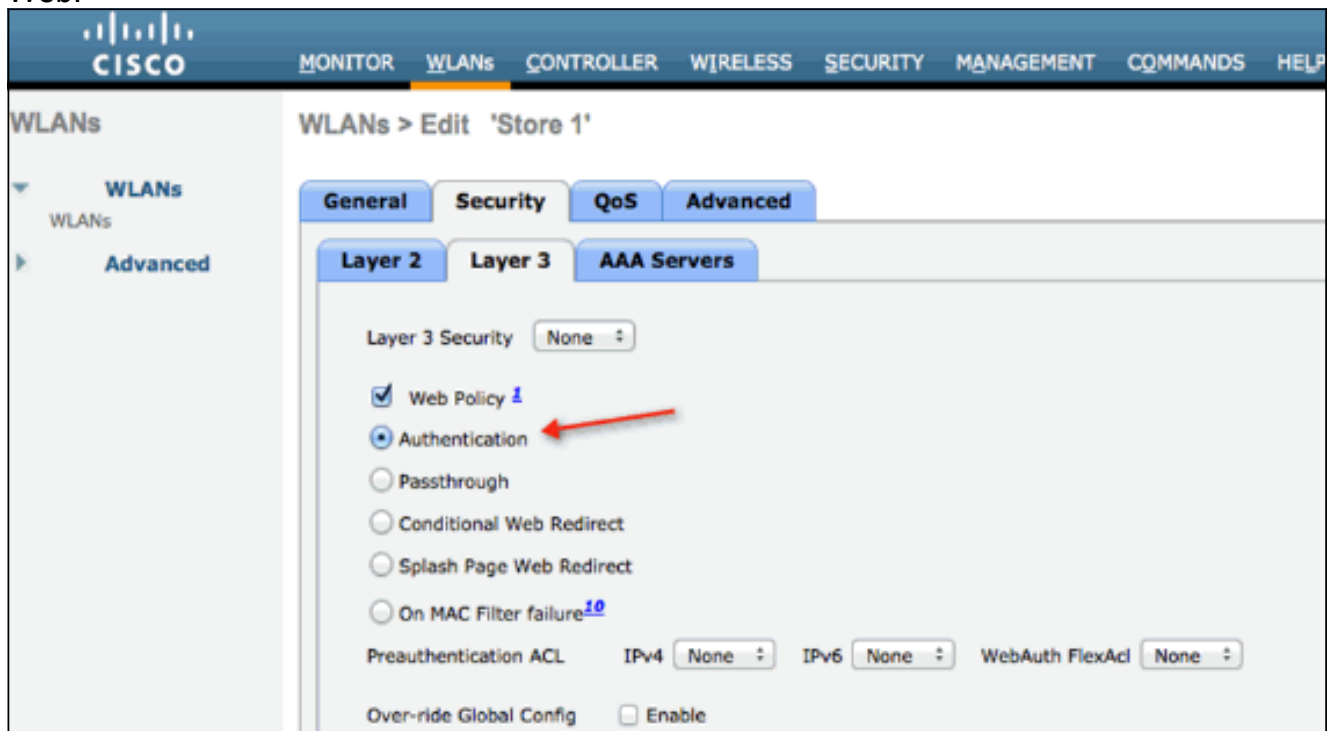 CISCO
MONITOR WLANs CONTROLLER WIRELESS SECURITY MANAGEMENT COMMANDS
WLANs
WLANs > Edit 'Store 1'
WLANs
WLANs
Advanced
General Security QoS Advanced
Layer 2 Layer 3 AAA Servers
Layer 3 Security None
Web Policy 1
Authentication
Passthrough
Conditional Web Redirect
Splash Page Web Redirect
On MAC Filter failure10
Preauthentication ACL IPv4 None IPv6 None WebAuth FlexAcl None
Over-ride Global Config Enable